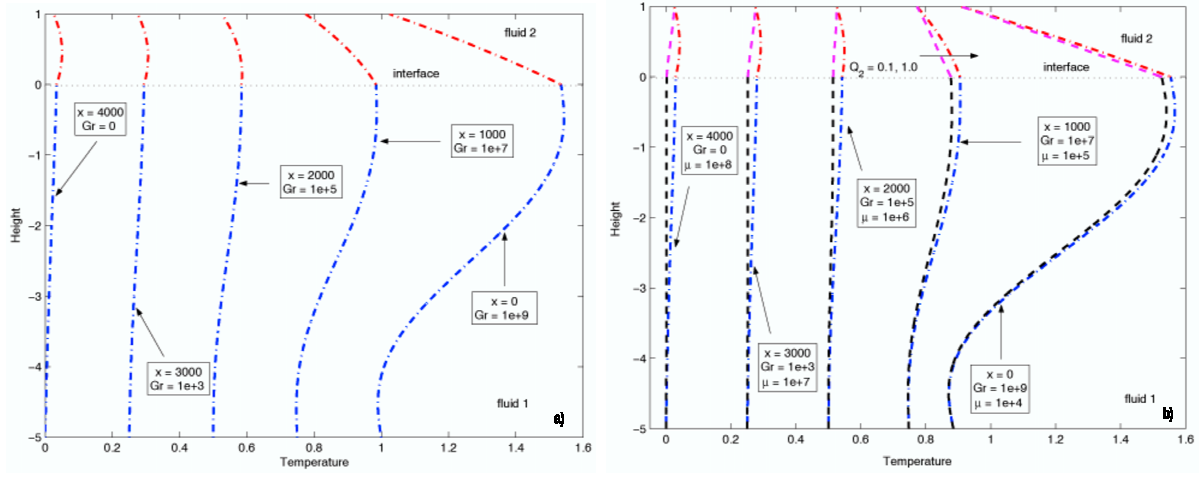 1
0
−1
−2
−3
−4
−5
Height
0
0.2
0.4
0.6
0.8
1
1.2
1.4
1.6
Temperature
fluid 2
interface
x = 4000
Gr = 0
x = 1000
Gr = 1e+7
x = 2000
Gr = 1e+5
x = 0
Gr = 1e+9
x = 3000
Gr = 1e+3
fluid 1
a)
1
0
−1
−2
−3
−4
−5
Height
0
0.2
0.4
0.6
0.8
1
1.2
1.4
1.6
Temperature
fluid 2
Q2 = 0.1, 1.0
interface
x = 4000
Gr = 0
μ = 1e+8
x = 1000
Gr = 1e+7
μ = 1e+5
x = 2000
Gr = 1e+5
μ = 1e+6
x = 3000
Gr = 1e+3
μ = 1e+7
x = 0
Gr = 1e+9
μ = 1e+4
fluid 1
b)